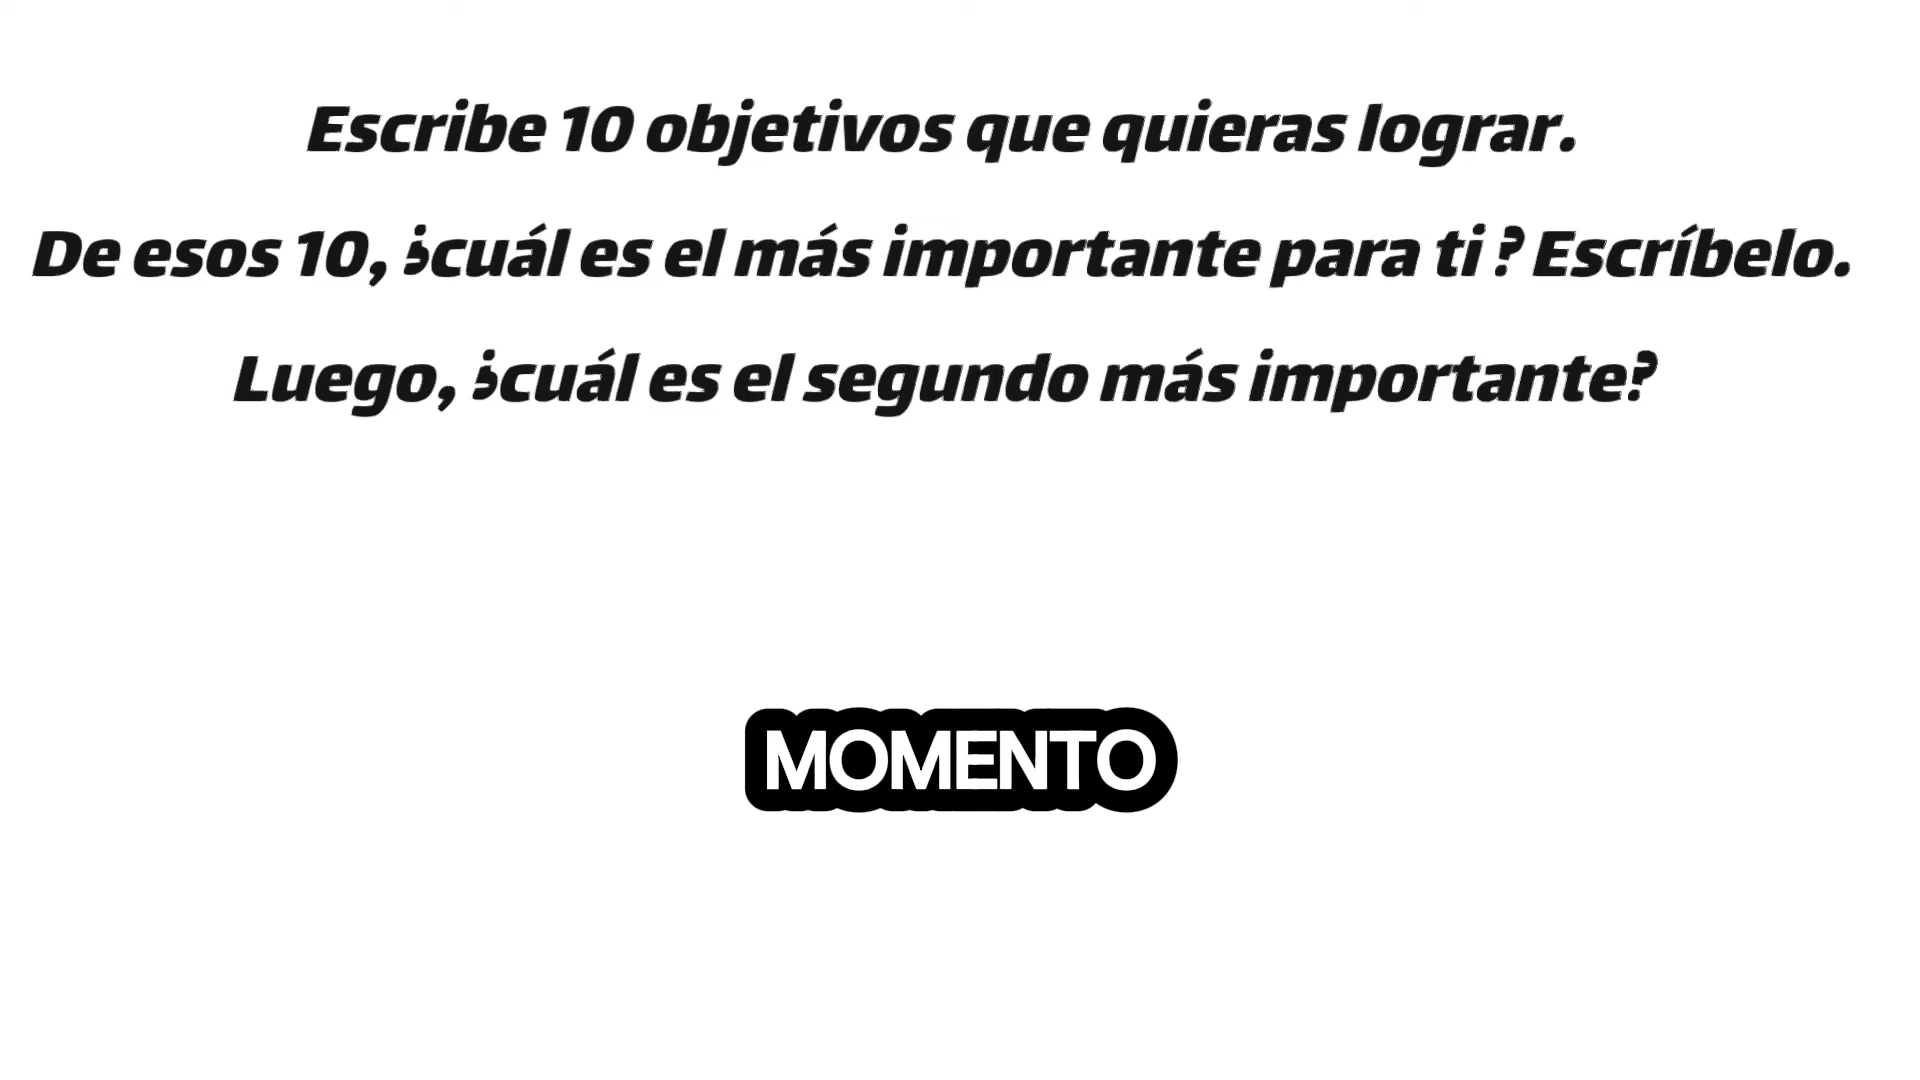 Escribe 10 objetivos que quieras lograr.
De esos 10, ¿cuál es el más importante para ti ? Escríbelo.
Luego, ¿cuál es el segundo más importante?
MOMENTO